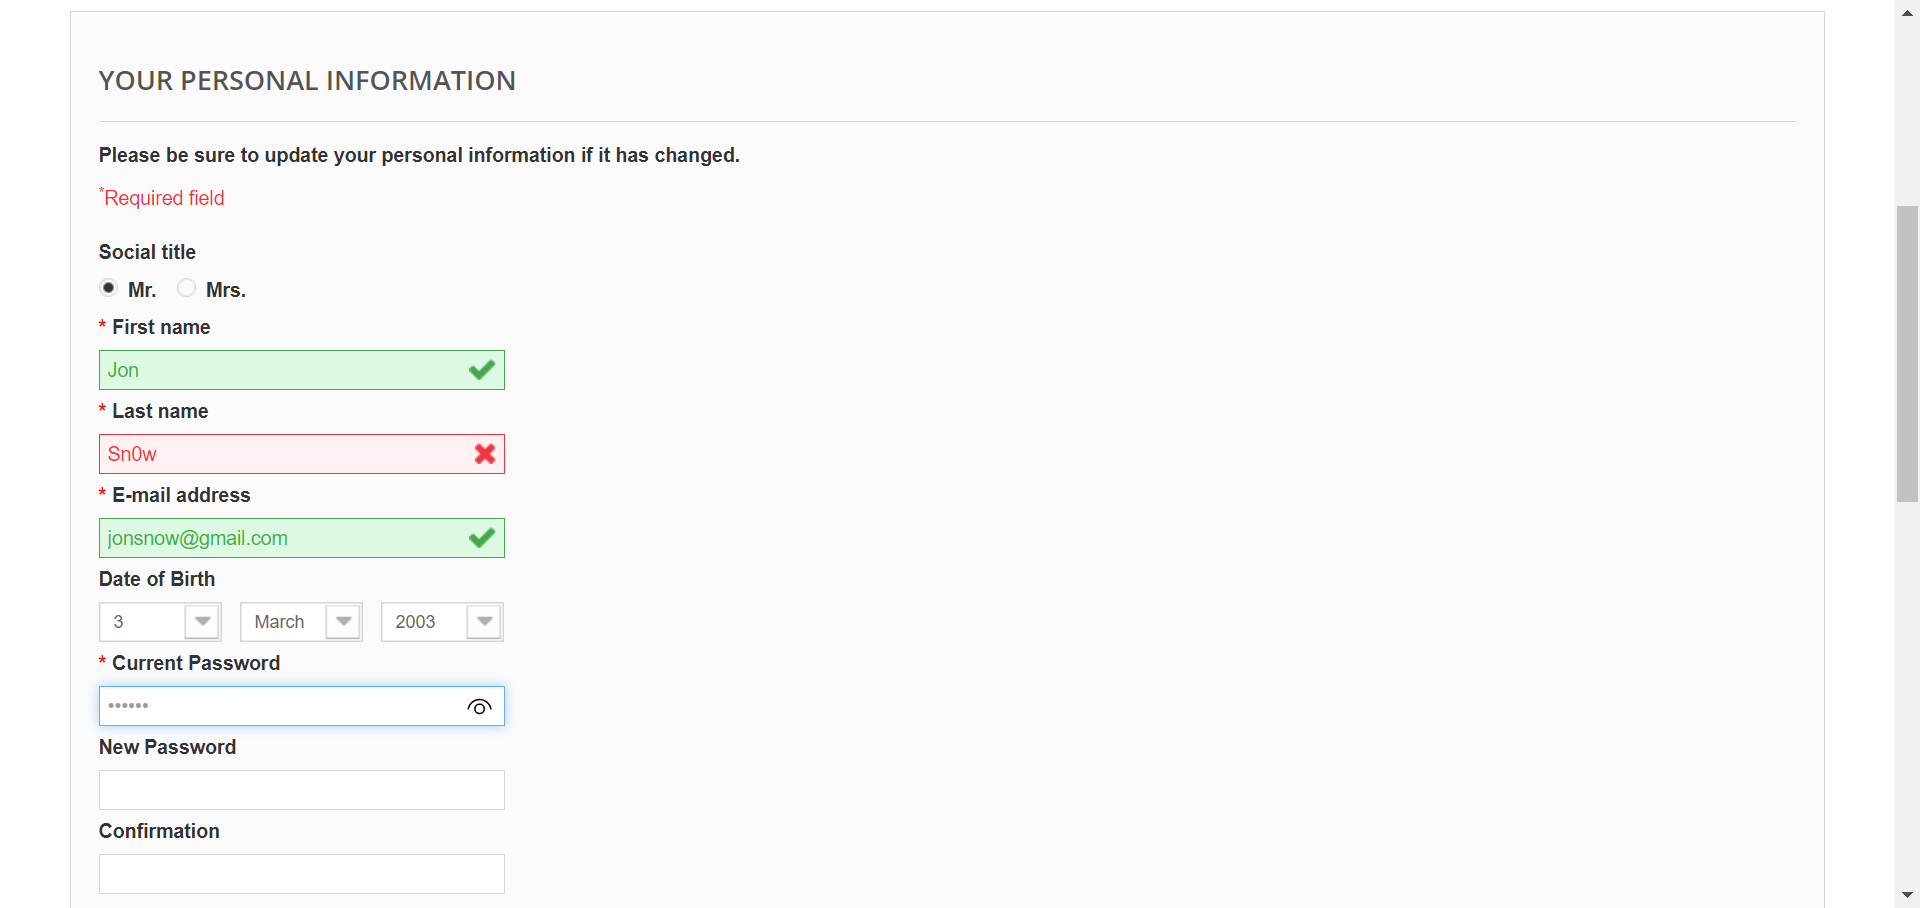 YOUR PERSONAL INFORMATION
Please be sure to update your personal information if it has changed.
*Required field
Social title
Mr. Mrs.
* First name
Jon
* Last name
Sn0w
* E-mail address
jonsnow@gmail.com
Date of Birth
3 March 2003
* Current Password
••••••
New Password
Confirmation